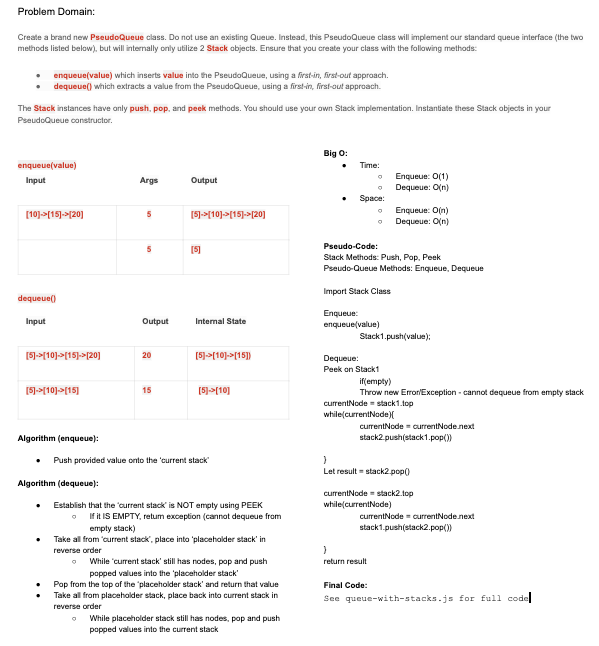 Problem Domain:
Create a brand new PseudoQueue class. Do not use an existing Queue. Instead, this PseudoQueue class will implement our standard queue interface (the two
methods listed below), but will internally only utilize 2 Stack objects. Ensure that you create your class with the following methods:
● enqueue(value) which inserts value into the PseudoQueue, using a first-in, first-out approach.
● dequeue() which extracts a value from the PseudoQueue, using a first-in, first-out approach.
The Stack instances have only push, pop, and peek methods. You should use your own Stack implementation. Instantiate these Stack objects in your
PseudoQueue constructor.
enqueue(value)
Input Args Output
[10]->[15]->[20] 5 [5]->[10]->[15]->[20]
5 [5]
dequeue()
Input Output Internal State
[5]->[10]->[15]->[20] 20 [5]->[10]->[15])
[5]->[10]->[15] 15 [5]->[10]
Algorithm (enqueue):
● Push provided value onto the 'current stack'
Algorithm (dequeue):
● Establish that the 'current stack' is NOT empty using PEEK
○ If it IS EMPTY, return exception (cannot dequeue from
empty stack)
● Take all from 'current stack', place into 'placeholder stack' in
reverse order
○ While 'current stack' still has nodes, pop and push
popped values into the 'placeholder stack'
● Pop from the top of the 'placeholder stack' and return that value
● Take all from placeholder stack, place back into current stack in
reverse order
○ While placeholder stack still has nodes, pop and push
popped values into the current stack
Big O:
● Time:
○ Enqueue: O(1)
○ Dequeue: O(n)
● Space:
○ Enqueue: O(n)
○ Dequeue: O(n)
Pseudo-Code:
Stack Methods: Push, Pop, Peek
Pseudo-Queue Methods: Enqueue, Dequeue
Import Stack Class
Enqueue:
enqueue(value)
Stack1.push(value);
Dequeue:
Peek on Stack1
if(empty)
Throw new Error/Exception - cannot dequeue from empty stack
currentNode = stack1.top
while(currentNode){
currentNode = currentNode.next
stack2.push(stack1.pop())
}
Let result = stack2.pop()
currentNode = stack2.top
while(currentNode)
currentNode = currentNode.next
stack1.push(stack2.pop())
}
return result
Final Code:
See queue-with-stacks.js for full code